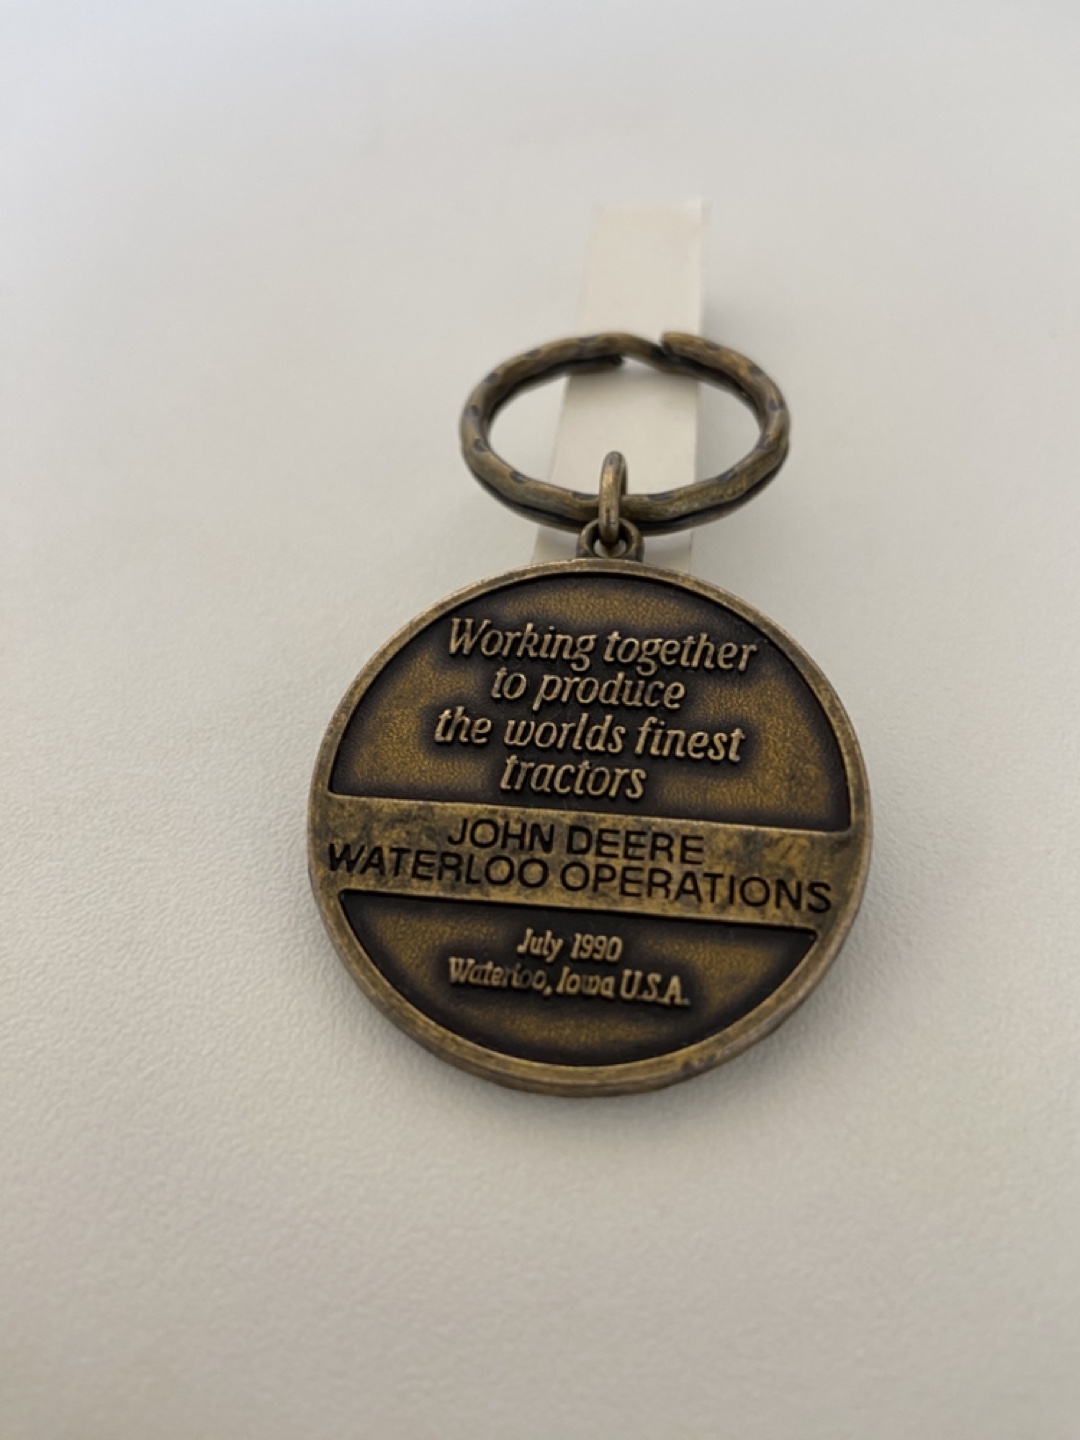 Working together
to produce
the worlds finest
tractors
JOHN DEERE
WATERLOO OPERATIONS
July 1990
Waterloo, Iowa U.S.A.